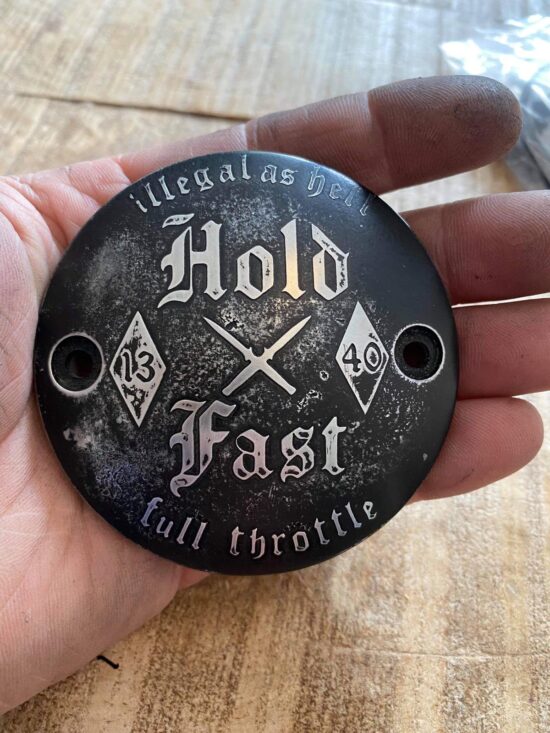 illegal as hell
Hold
13 40
Fast
full throttle